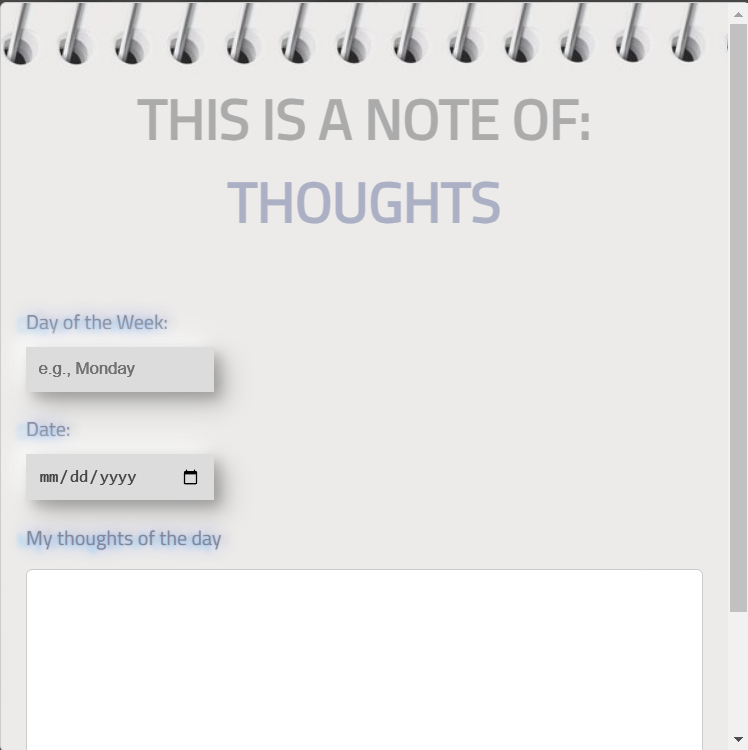 THIS IS A NOTE OF:
THOUGHTS
Day of the Week:
e.g., Monday
Date:
mm/dd/yyyy
My thoughts of the day